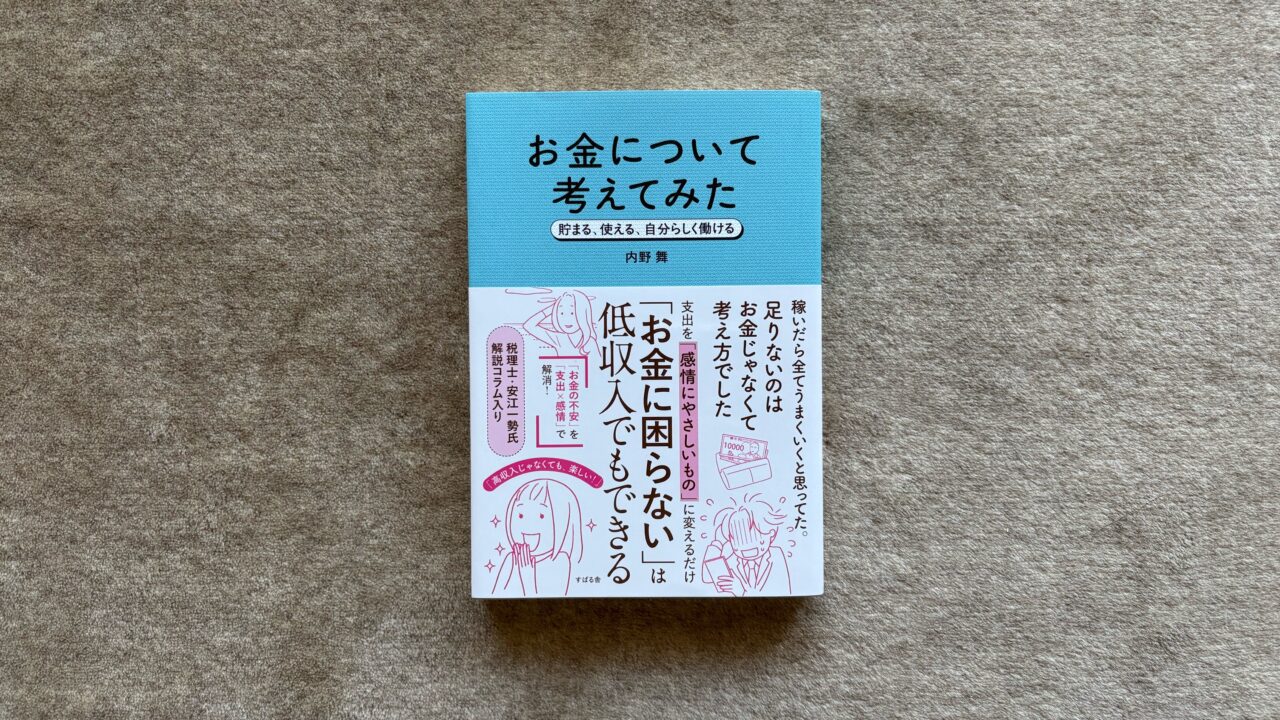 お金について
考えてみた
貯まる、使える、自分らしく働ける
内野 舞
稼いだら全てうまくいくと思ってた。
足りないのは
お金じゃなくて
考え方でした
10000
支出を「感情にやさしいもの」に変えるだけ
「お金に困らない」は
低収入でもできる
「お金の不安」を
「支出×感情」で
解消!
税理士・安江一勢氏
解説コラム入り
「高収入じゃなくても、楽しい!」
すばる舎